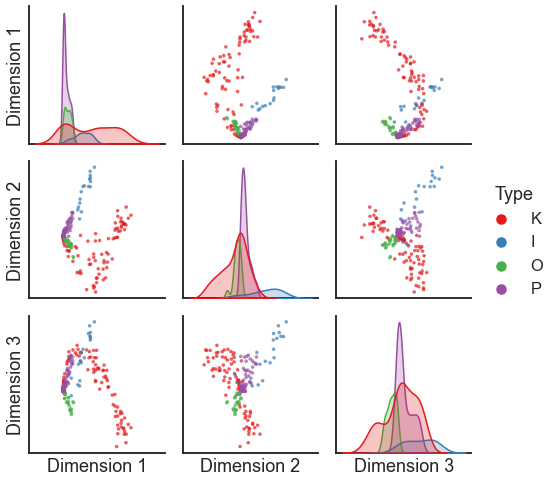 Dimension 1
Dimension 2
Dimension 3
Dimension 1
Dimension 2
Dimension 3
Type
K
I
O
P